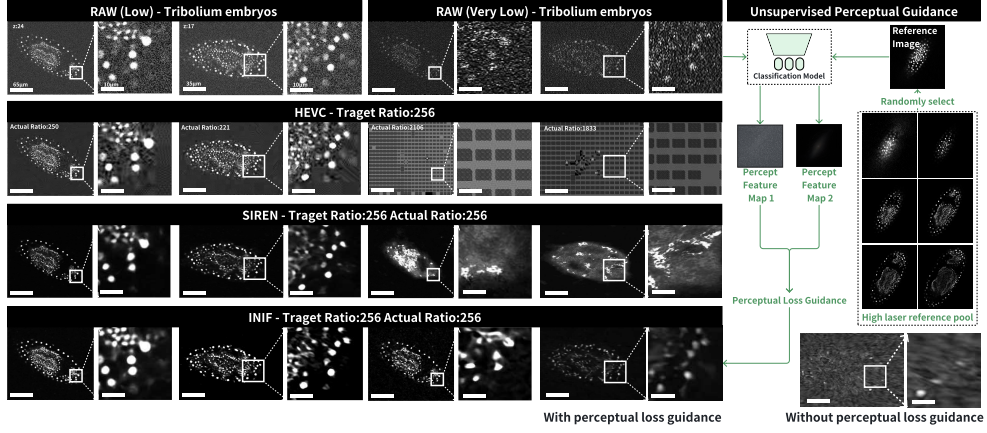 RAW (Low) - Tribolium embryos
RAW (Very Low) - Tribolium embryos
Unsupervised Perceptual Guidance
z:24
z:17
65μm
10μm
35μm
10μm
Classification Model
Reference
Image
Randomly select
HEVC - Traget Ratio:256
Actual Ratio:250
Actual Ratio:221
Actual Ratio:2106
Actual Ratio:1833
Percept
Feature
Map 1
Percept
Feature
Map 2
SIREN - Traget Ratio:256 Actual Ratio:256
Perceptual Loss Guidance
High laser reference pool
INIF - Traget Ratio:256 Actual Ratio:256
With perceptual loss guidance
Without perceptual loss guidance